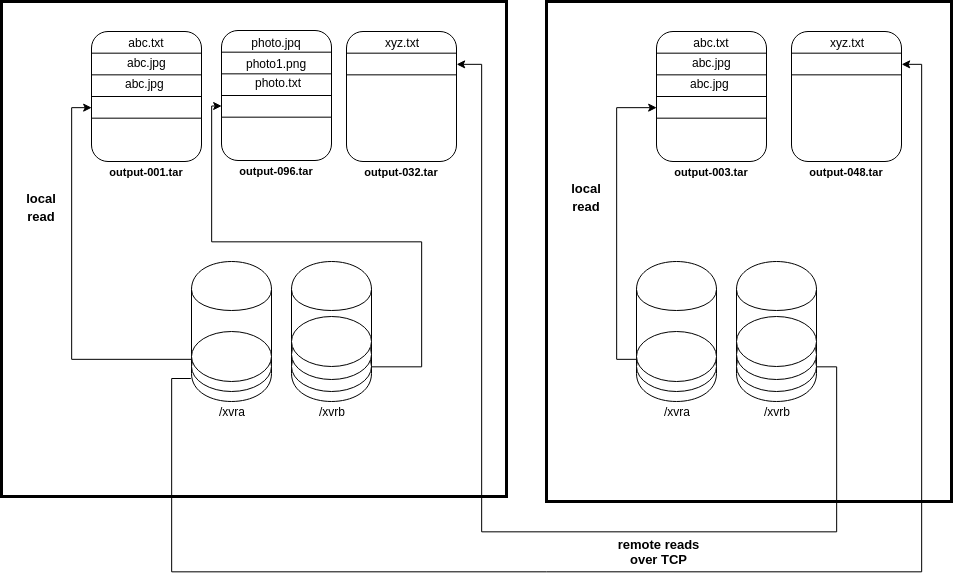 abc.txt
abc.jpg
abc.jpg
output-001.tar
photo.jpq
photo1.png
photo.txt
output-096.tar
xyz.txt
output-032.tar
local
read
/xvra
/xvrb
abc.txt
abc.jpg
abc.jpg
output-003.tar
xyz.txt
output-048.tar
local
read
/xvra
/xvrb
remote reads
over TCP